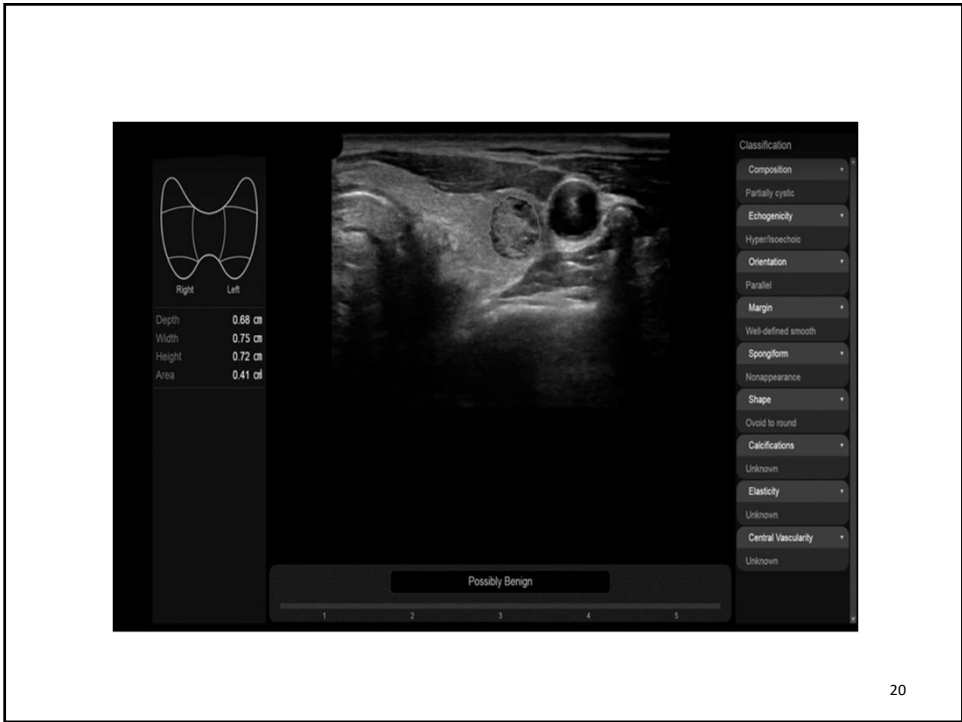 Right Left
Depth 0.68 cm
Width 0.75 cm
Height 0.72 cm
Area 0.41 cm²
Classification
Composition
Partially cystic
Echogenicity
Hyper/Isoechoic
Orientation
Parallel
Margin
Well-defined smooth
Spongiform
Nonappearance
Shape
Ovoid to round
Calcifications
Unknown
Elasticity
Unknown
Central Vascularity
Unknown
Possibly Benign
1 2 3 4 5
20